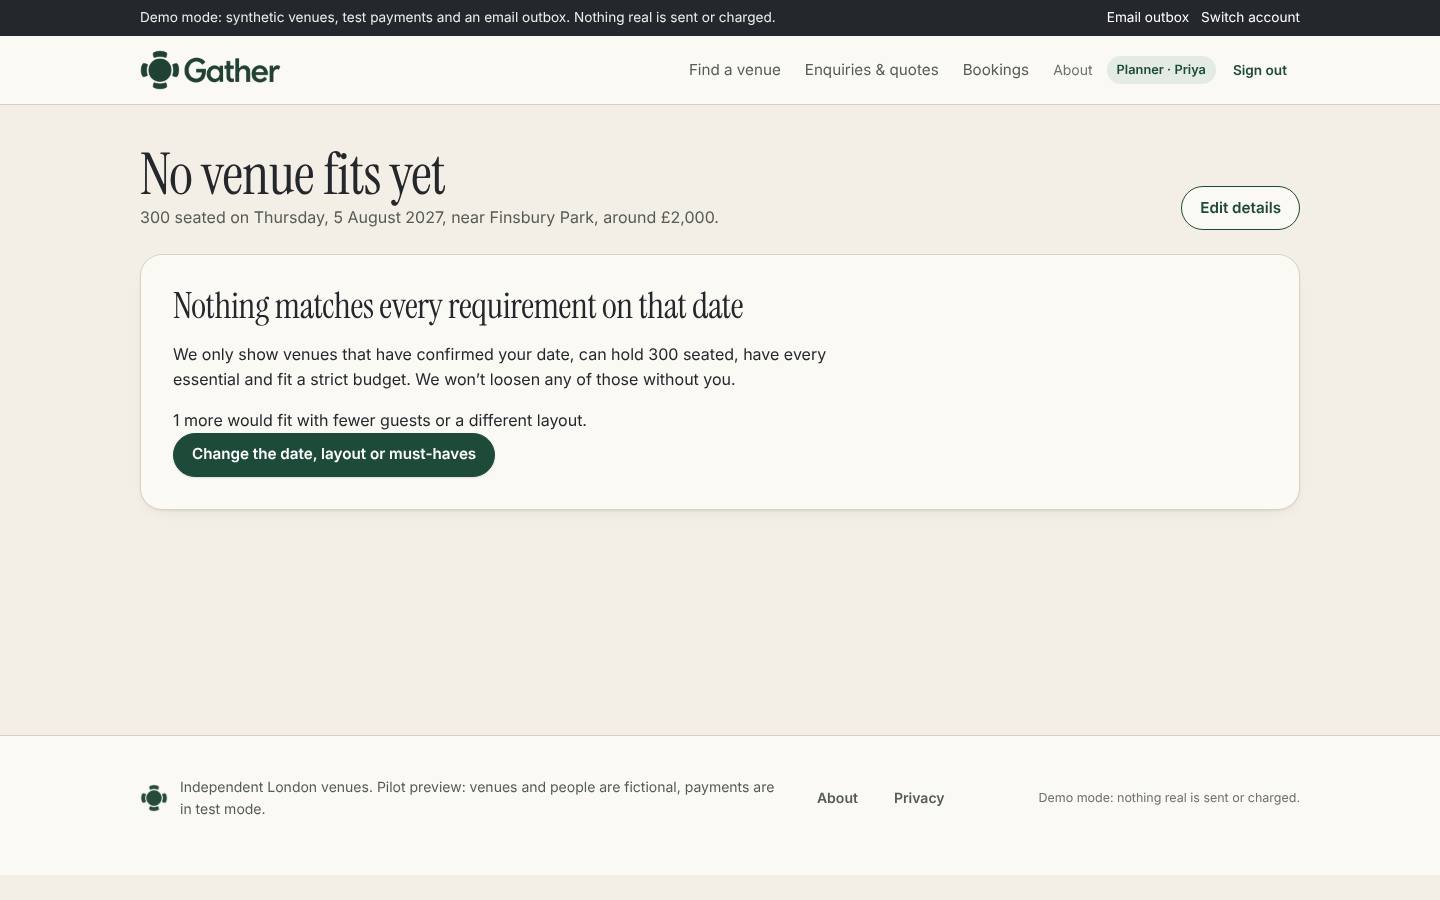 Demo mode: synthetic venues, test payments and an email outbox. Nothing real is sent or charged.
Email outbox
Switch account
Gather
Find a venue
Enquiries & quotes
Bookings
About
Planner · Priya
Sign out
No venue fits yet
300 seated on Thursday, 5 August 2027, near Finsbury Park, around £2,000.
Edit details
Nothing matches every requirement on that date
We only show venues that have confirmed your date, can hold 300 seated, have every
essential and fit a strict budget. We won’t loosen any of those without you.
1 more would fit with fewer guests or a different layout.
Change the date, layout or must-haves
Independent London venues. Pilot preview: venues and people are fictional, payments are
in test mode.
About
Privacy
Demo mode: nothing real is sent or charged.